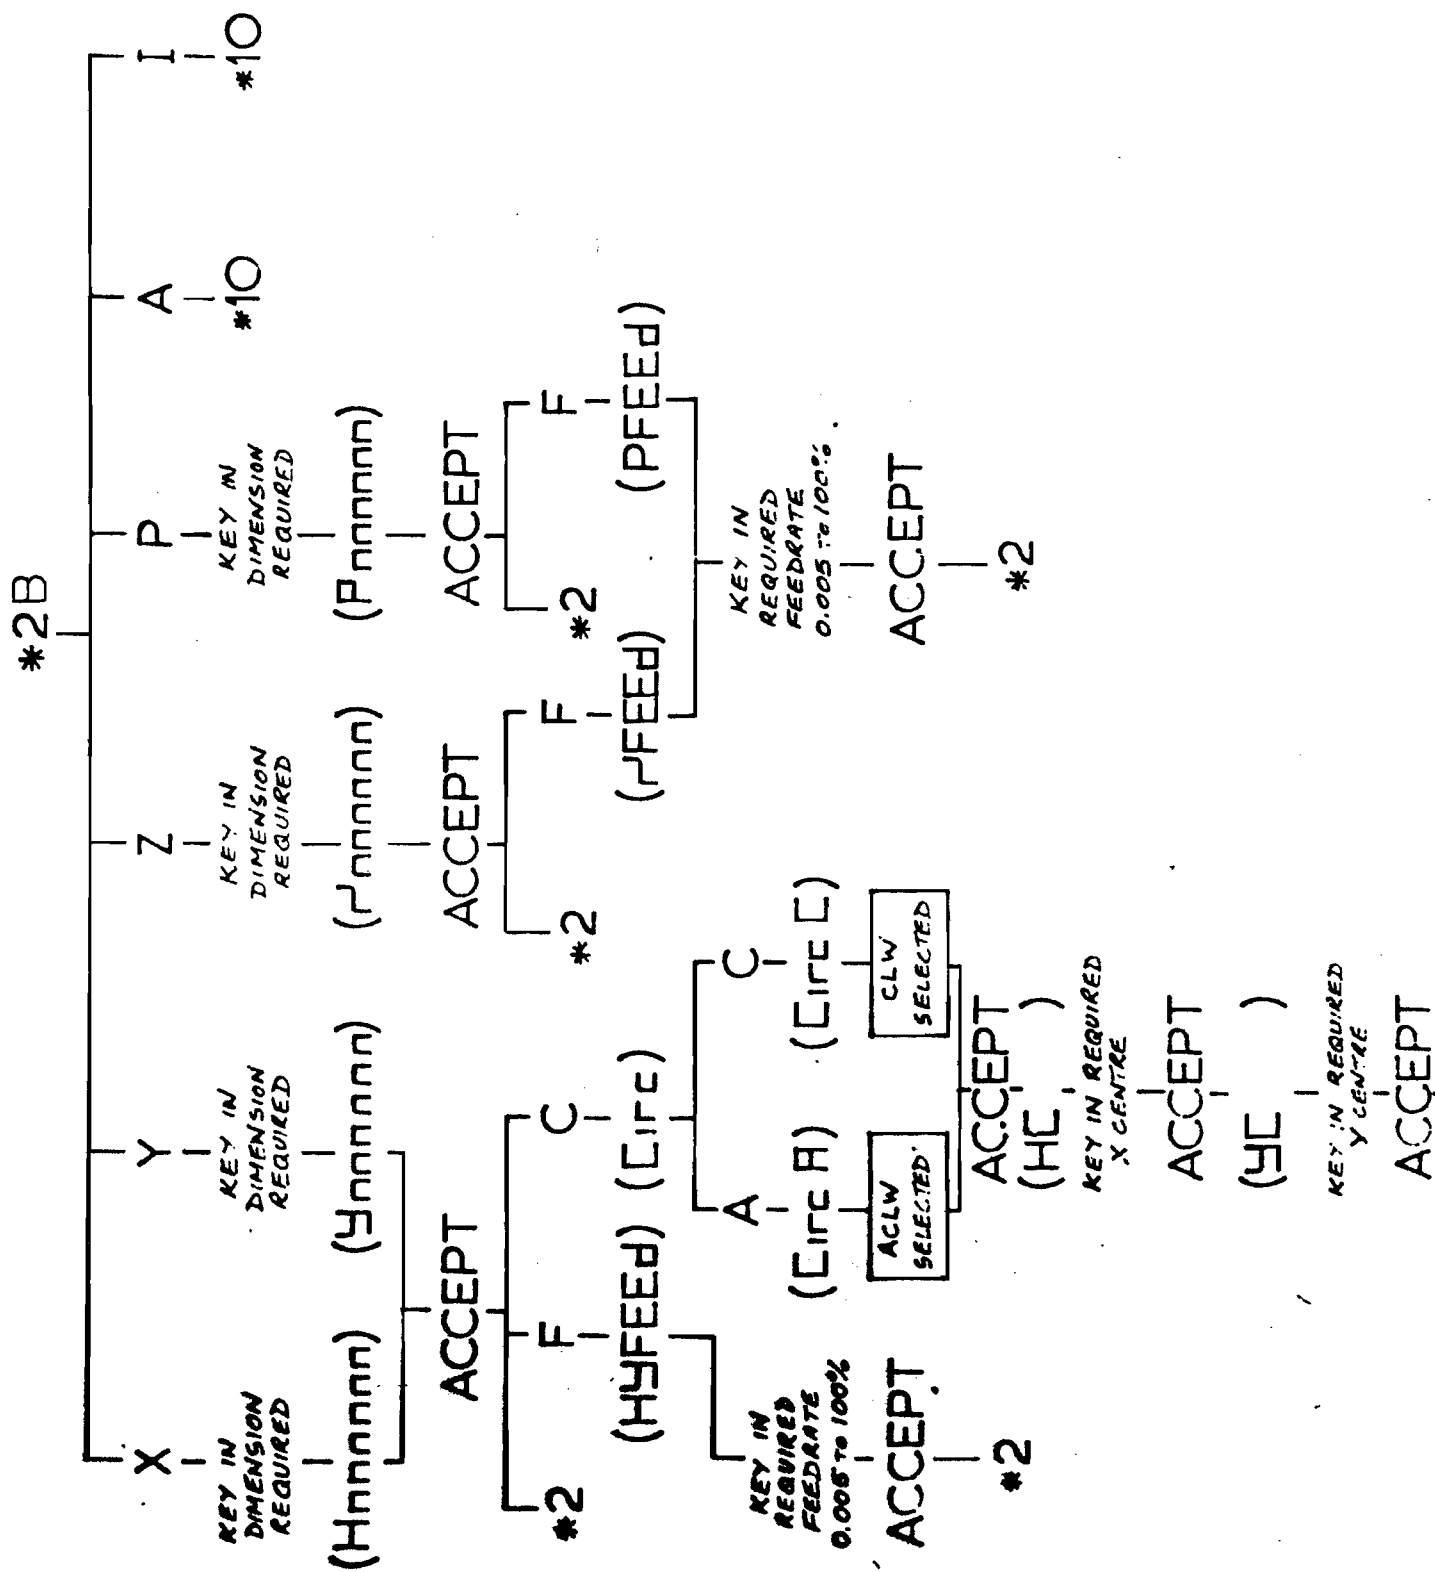 *2B
X
Y
Z
P
A
I
KEY IN
DIMENSION
REQUIRED
KEY IN
DIMENSION
REQUIRED
KEY IN
DIMENSION
REQUIRED
KEY IN
DIMENSION
REQUIRED
*10
*10
(Hnnnnnn)
(Ynnnnnn)
nnnnnn)
(Pnnnnnn)
ACCEPT
ACCEPT
ACCEPT
*2
F
C
*2
F
*2
F
(HYFEEd)
(Circ)
FEEd)
(PFEEd)
KEY IN
REQUIRED
FEEDRATE
0.005 TO 100%
ACCEPT
*2
A
C
(Circ A)
(Circ C)
ACLW
SELECTED
CLW
SELECTED
ACCEPT
(HC )
KEY IN REQUIRED
X CENTRE
ACCEPT
(YC )
KEY IN REQUIRED
Y CENTRE
ACCEPT
KEY IN
REQUIRED
FEEDRATE
0.005 TO 100%.
ACCEPT
*2